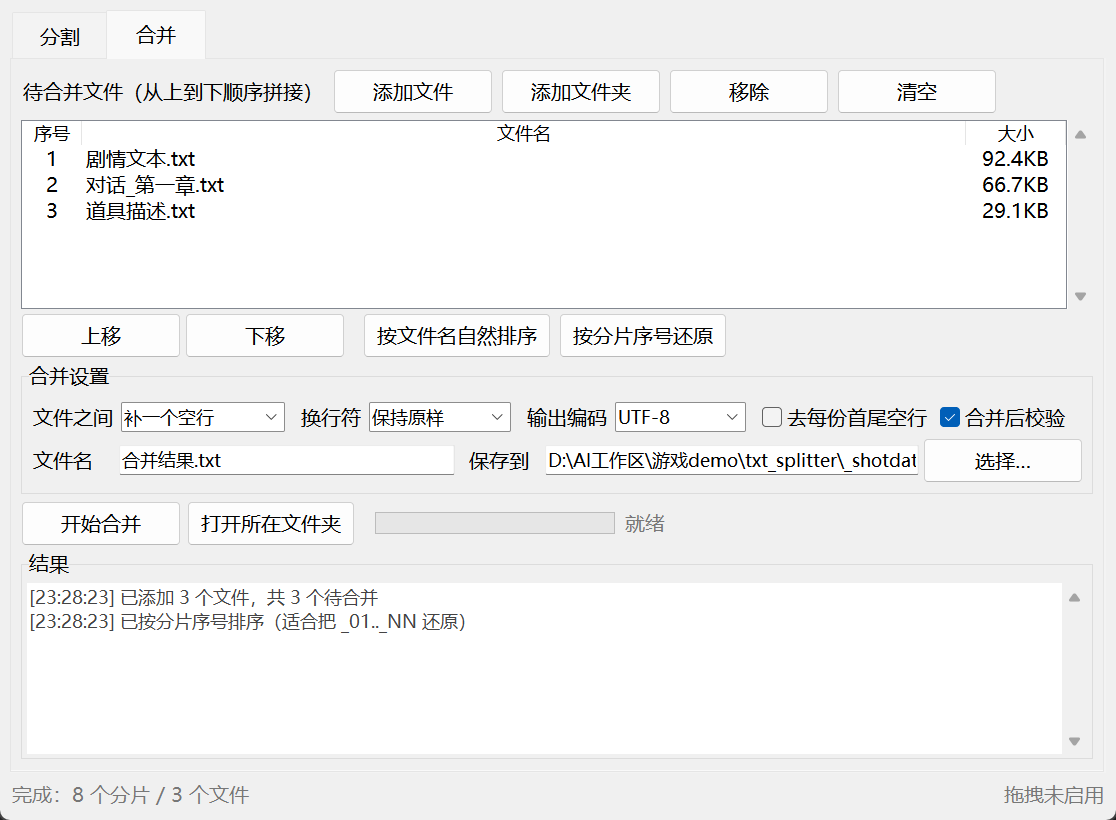 分割 合并
待合并文件（从上到下顺序拼接） 添加文件 添加文件夹 移除 清空
序号 文件名 大小
1 剧情文本.txt 92.4KB
2 对话_第一章.txt 66.7KB
3 道具描述.txt 29.1KB
上移 下移 按文件名自然排序 按分片序号还原
合并设置
文件之间 补一个空行 换行符 保持原样 输出编码 UTF-8 去每份首尾空行 合并后校验
文件名 合并结果.txt 保存到 D:\AI工作区\游戏demo\txt_splitter\_shotdat 选择...
开始合并 打开所在文件夹 就绪
结果
[23:28:23] 已添加 3 个文件，共 3 个待合并
[23:28:23] 已按分片序号排序（适合把 _01.._NN 还原）
完成：8 个分片 / 3 个文件 拖拽未启用